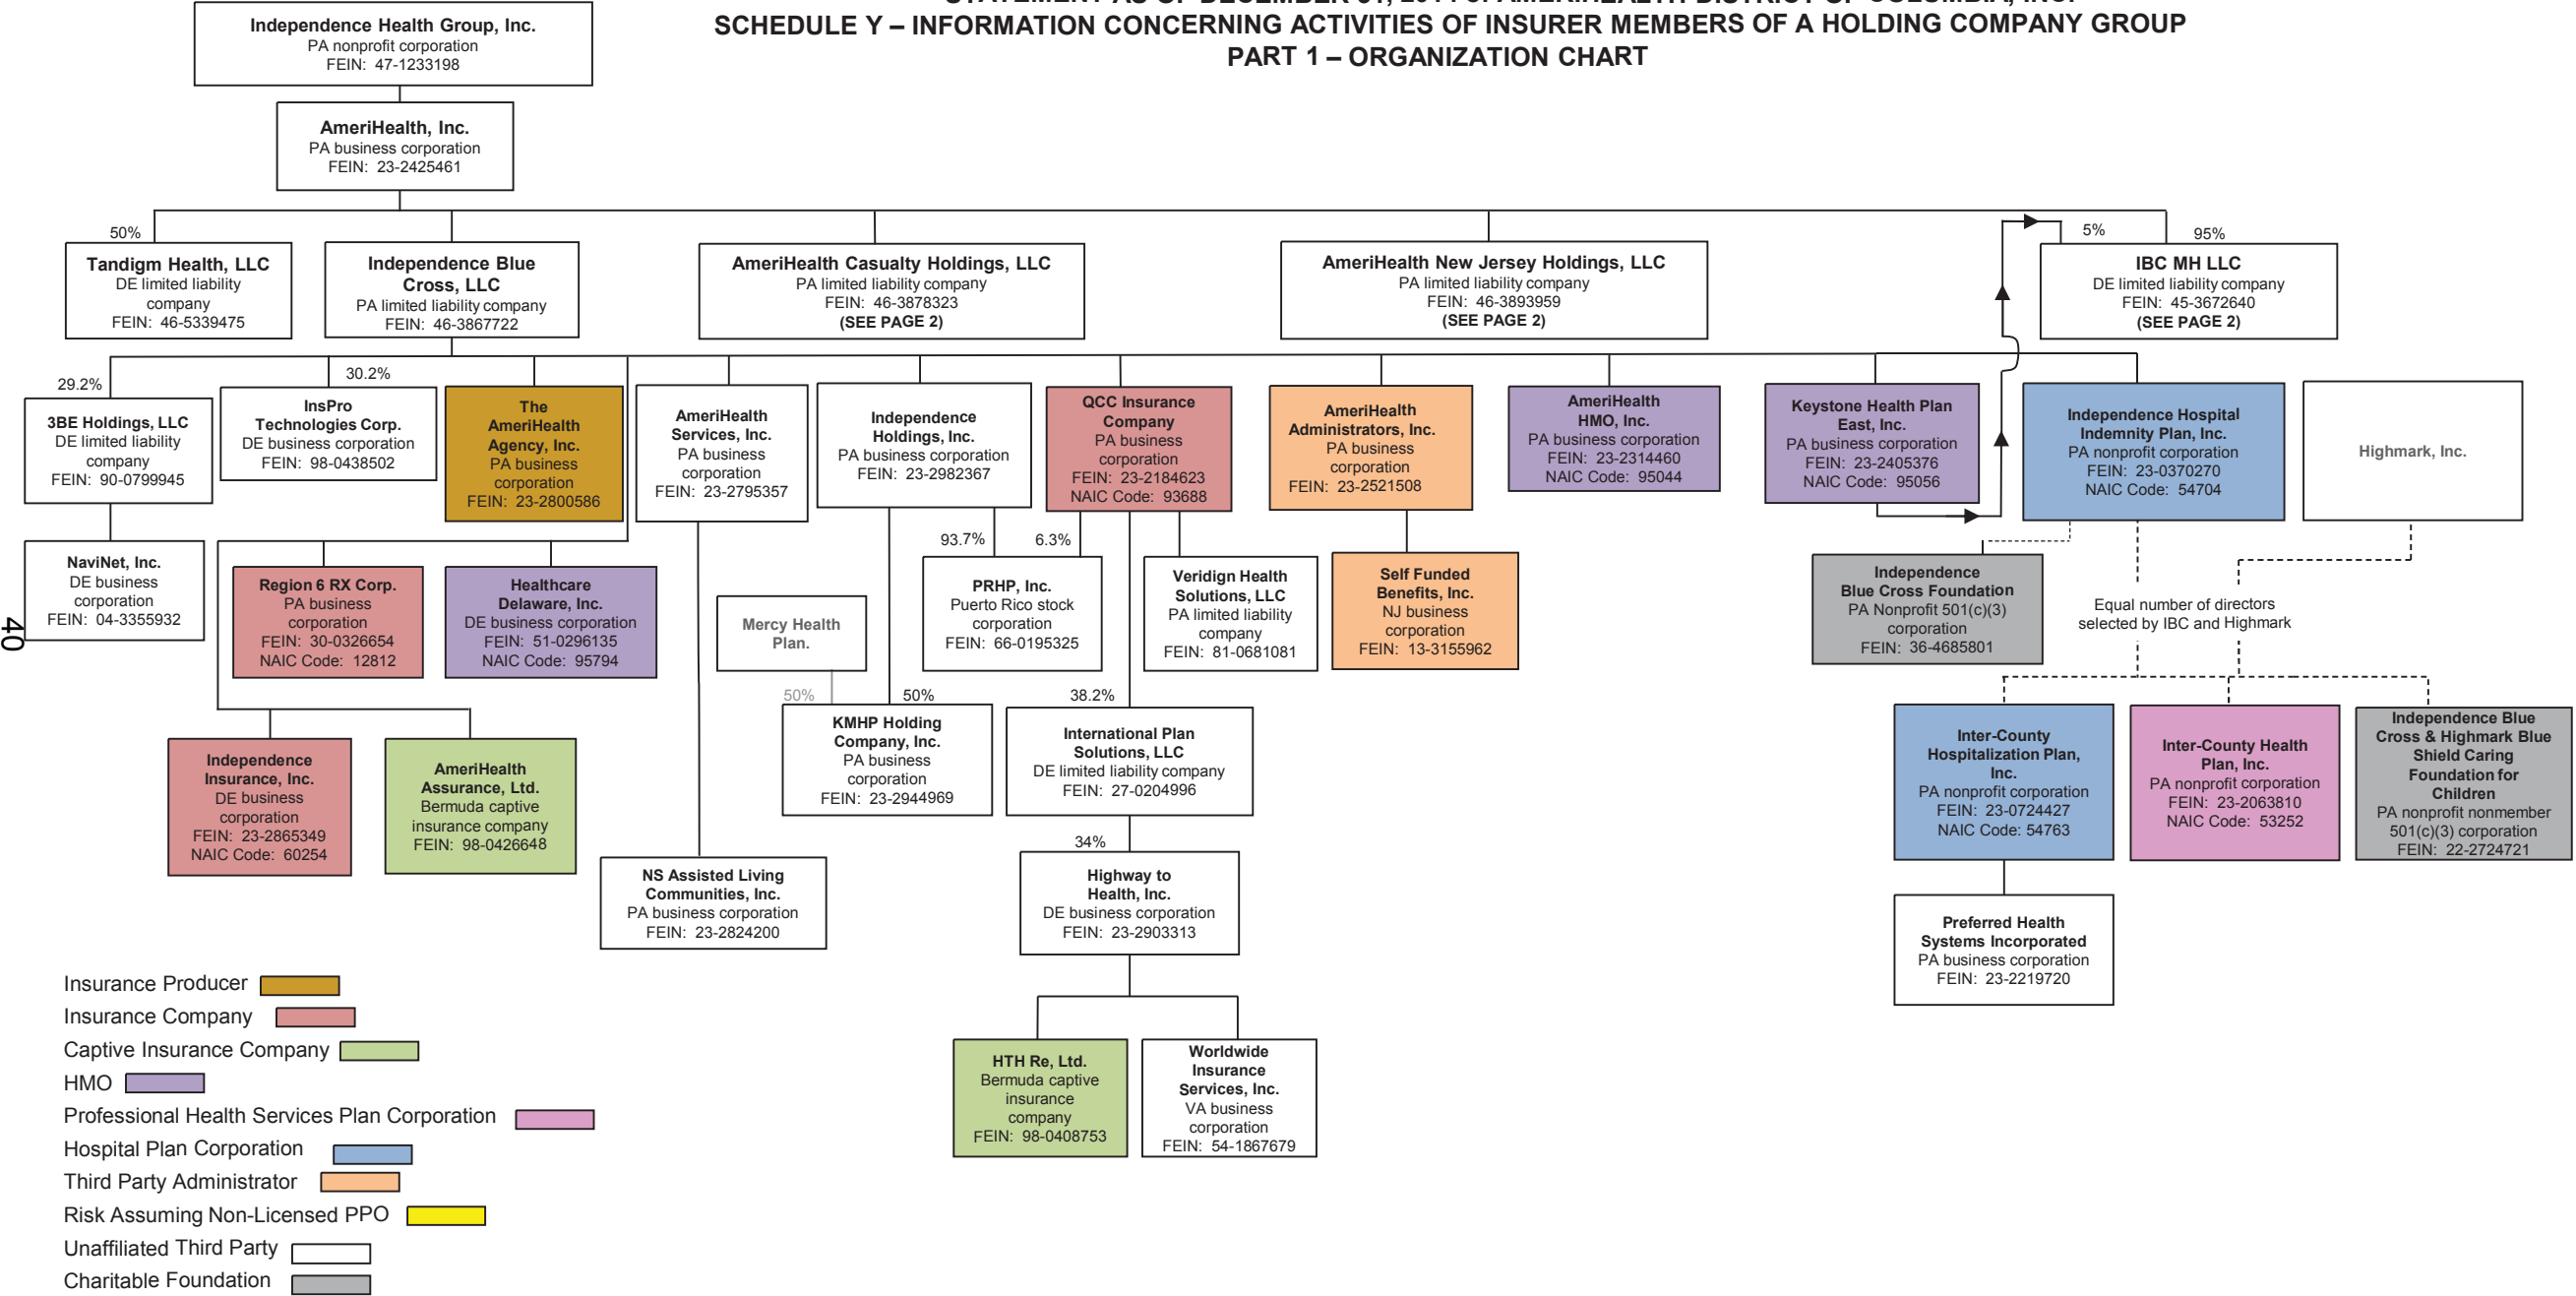 SCHEDULE Y – INFORMATION CONCERNING ACTIVITIES OF INSURER MEMBERS OF A HOLDING COMPANY GROUP
PART 1 – ORGANIZATION CHART
Independence Health Group, Inc.
PA nonprofit corporation
FEIN: 47-1233198
AmeriHealth, Inc.
PA business corporation
FEIN: 23-2425461
50%
Tandigm Health, LLC
DE limited liability
company
FEIN: 46-5339475
Independence Blue
Cross, LLC
PA limited liability company
FEIN: 46-3867722
AmeriHealth Casualty Holdings, LLC
PA limited liability company
FEIN: 46-3878323
(SEE PAGE 2)
AmeriHealth New Jersey Holdings, LLC
PA limited liability company
FEIN: 46-3893959
(SEE PAGE 2)
5%
95%
IBC MH LLC
DE limited liability company
FEIN: 45-3672640
(SEE PAGE 2)
29.2%
3BE Holdings, LLC
DE limited liability
company
FEIN: 90-0799945
30.2%
InsPro
Technologies Corp.
DE business corporation
FEIN: 98-0438502
The
AmeriHealth
Agency, Inc.
PA business
corporation
FEIN: 23-2800586
AmeriHealth
Services, Inc.
PA business
corporation
FEIN: 23-2795357
Independence
Holdings, Inc.
PA business corporation
FEIN: 23-2982367
QCC Insurance
Company
PA business
corporation
FEIN: 23-2184623
NAIC Code: 93688
AmeriHealth
Administrators, Inc.
PA business
corporation
FEIN: 23-2521508
AmeriHealth
HMO, Inc.
PA business corporation
FEIN: 23-2314460
NAIC Code: 95044
Keystone Health Plan
East, Inc.
PA business corporation
FEIN: 23-2405376
NAIC Code: 95056
Independence Hospital
Indemnity Plan, Inc.
PA nonprofit corporation
FEIN: 23-0370270
NAIC Code: 54704
Highmark, Inc.
NaviNet, Inc.
DE business
corporation
FEIN: 04-3355932
40
Region 6 RX Corp.
PA business
corporation
FEIN: 30-0326654
NAIC Code: 12812
Healthcare
Delaware, Inc.
DE business corporation
FEIN: 51-0296135
NAIC Code: 95794
Mercy Health
Plan.
93.7%
6.3%
PRHP, Inc.
Puerto Rico stock
corporation
FEIN: 66-0195325
Veridign Health
Solutions, LLC
PA limited liability
company
FEIN: 81-0681081
Self Funded
Benefits, Inc.
NJ business
corporation
FEIN: 13-3155962
Independence
Blue Cross Foundation
PA Nonprofit 501(c)(3)
corporation
FEIN: 36-4685801
Equal number of directors
selected by IBC and Highmark
Independence
Insurance, Inc.
DE business
corporation
FEIN: 23-2865349
NAIC Code: 60254
AmeriHealth
Assurance, Ltd.
Bermuda captive
insurance company
FEIN: 98-0426648
50%
50%
KMHP Holding
Company, Inc.
PA business
corporation
FEIN: 23-2944969
38.2%
International Plan
Solutions, LLC
DE limited liability company
FEIN: 27-0204996
Inter-County
Hospitalization Plan,
Inc.
PA nonprofit corporation
FEIN: 23-0724427
NAIC Code: 54763
Inter-County Health
Plan, Inc.
PA nonprofit corporation
FEIN: 23-2063810
NAIC Code: 53252
Independence Blue
Cross & Highmark Blue
Shield Caring
Foundation for
Children
PA nonprofit nonmember
501(c)(3) corporation
FEIN: 22-2724721
NS Assisted Living
Communities, Inc.
PA business corporation
FEIN: 23-2824200
34%
Highway to
Health, Inc.
DE business corporation
FEIN: 23-2903313
Preferred Health
Systems Incorporated
PA business corporation
FEIN: 23-2219720
HTH Re, Ltd.
Bermuda captive
insurance
company
FEIN: 98-0408753
Worldwide
Insurance
Services, Inc.
VA business
corporation
FEIN: 54-1867679
Insurance Producer
Insurance Company
Captive Insurance Company
HMO
Professional Health Services Plan Corporation
Hospital Plan Corporation
Third Party Administrator
Risk Assuming Non-Licensed PPO
Unaffiliated Third Party
Charitable Foundation